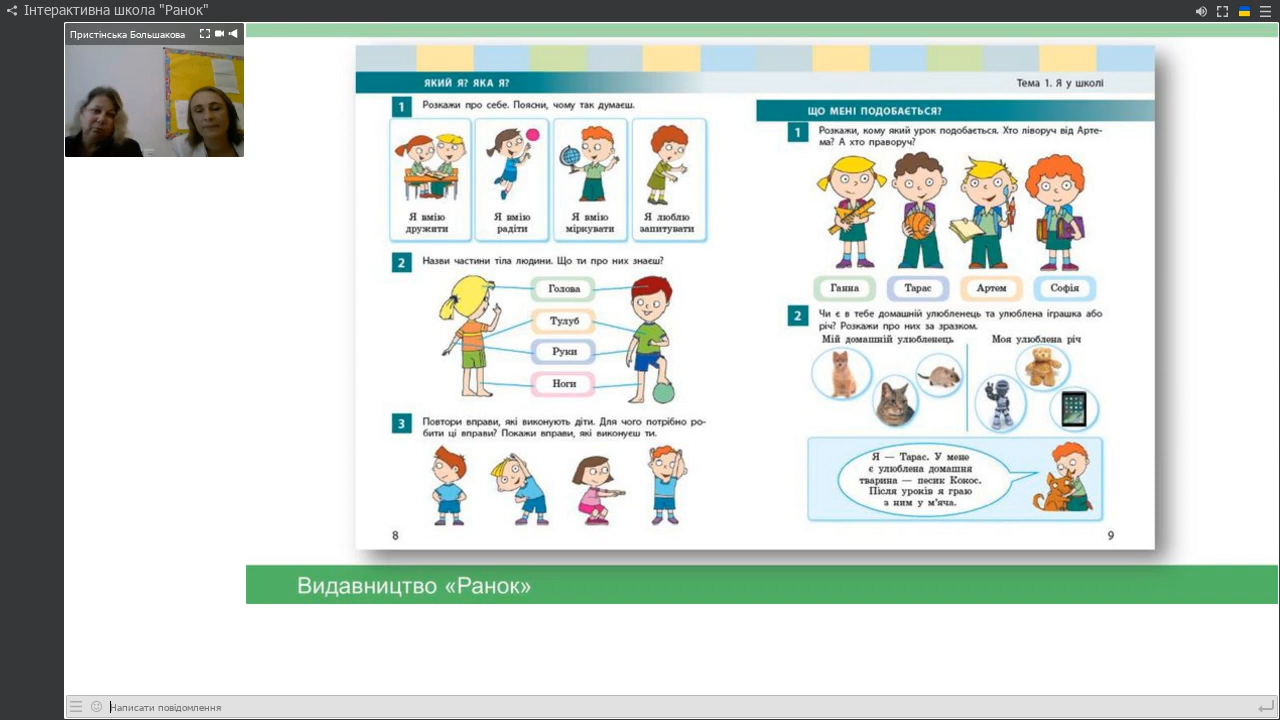 Інтерактивна школа "Ранок"
Пристінська Большакова
ЯКИЙ Я? ЯКА Я?
1
Розкажи про себе. Поясни, чому так думаєш.
Я вмію
дружити
Я вмію
радіти
Я вмію
міркувати
Я люблю
запитувати
2
Назви частини тіла людини. Що ти про них знаєш?
Голова
Тулуб
Руки
Ноги
3
Повтори вправи, які виконують діти. Для чого потрібно ро-
бити ці вправи? Покажи вправи, які виконуєш ти.
8
Тема 1. Я у школі
ЩО МЕНІ ПОДОБАЄТЬСЯ?
1
Розкажи, кому який урок подобається. Хто ліворуч від Арте-
ма? А хто праворуч?
Ганна
Тарас
Артем
Софія
2
Чи є в тебе домашній улюбленець та улюблена іграшка або
річ? Розкажи про них за зразком.
Мій домашній улюбленець
Моя улюблена річ
Я — Тарас. У мене
є улюблена домашня
тварина — песик Кокос.
Після уроків я граю
з ним у м'яча.
9
Видавництво «Ранок»
Написати повідомлення